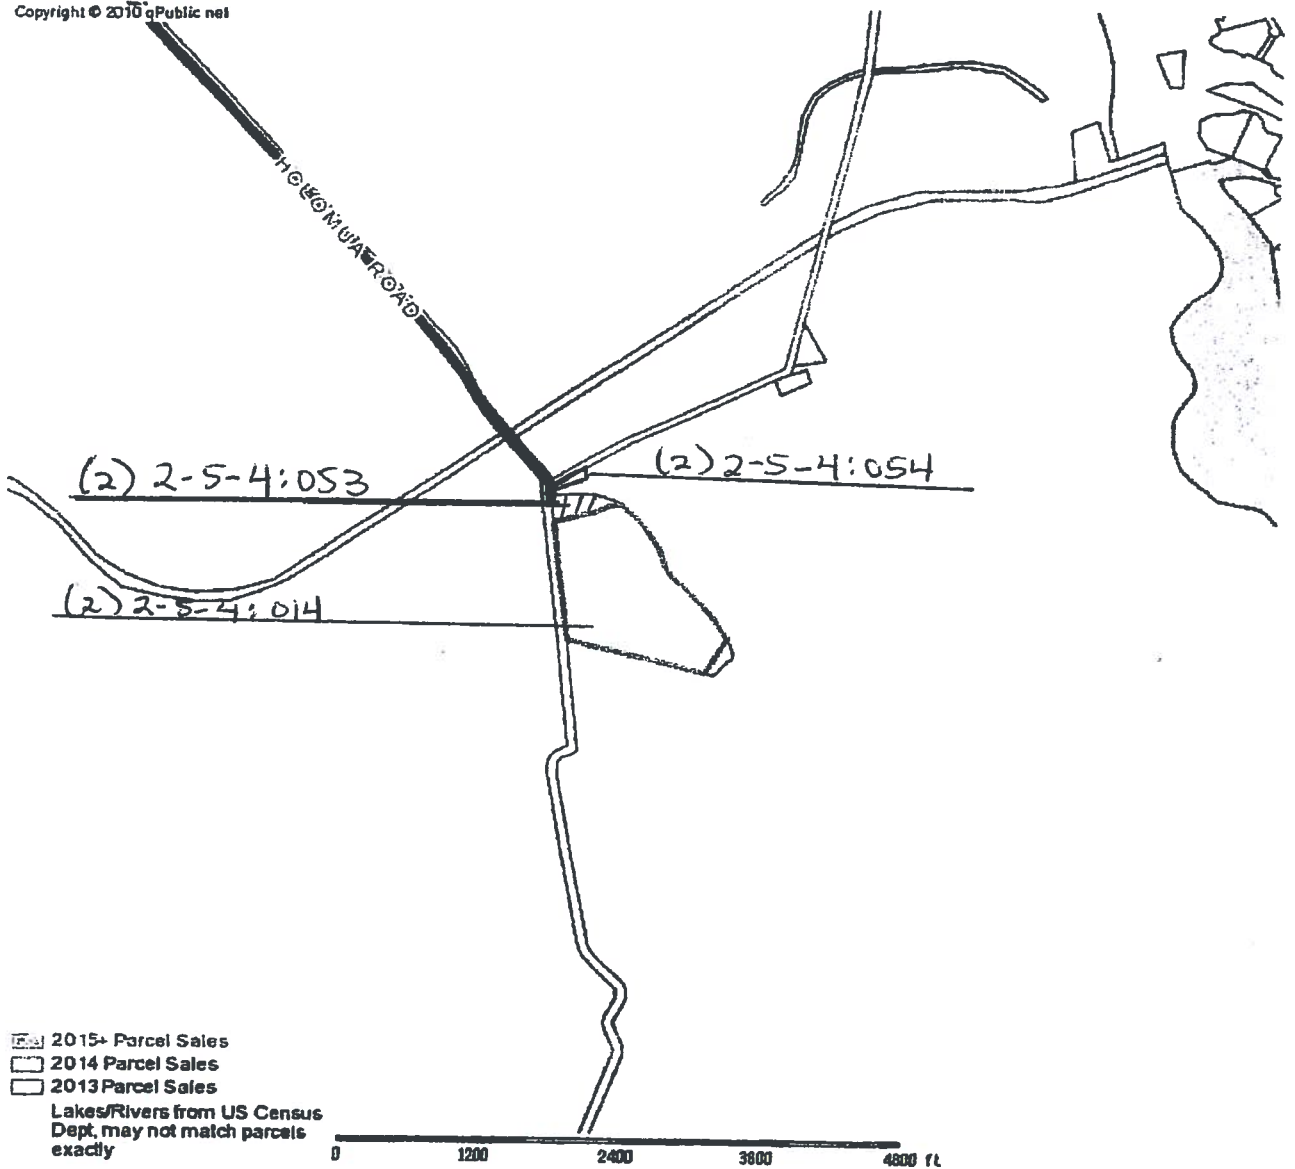 Copyright © 2010 qPublic net
HOLOMUA ROAD
(2) 2-5-4:053
(2) 2-5-4:054
(2) 2-5-4:014
2015+ Parcel Sales
2014 Parcel Sales
2013 Parcel Sales
Lakes/Rivers from US Census
Dept, may not match parcels
exactly
0 1200 2400 3800 4800 ft